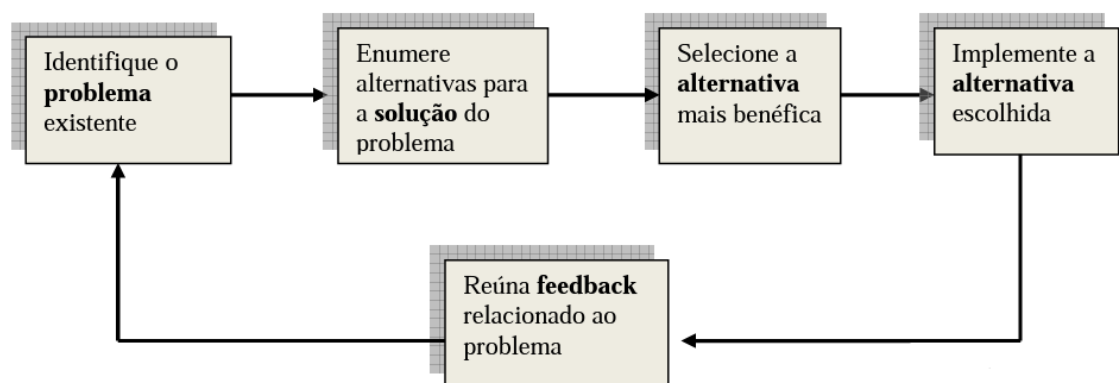 Identifique o
problema
existente
Enumere
alternativas para
a solução do
problema
Selecione a
alternativa
mais benéfica
Implemente a
alternativa
escolhida
Reúna feedback
relacionado ao
problema